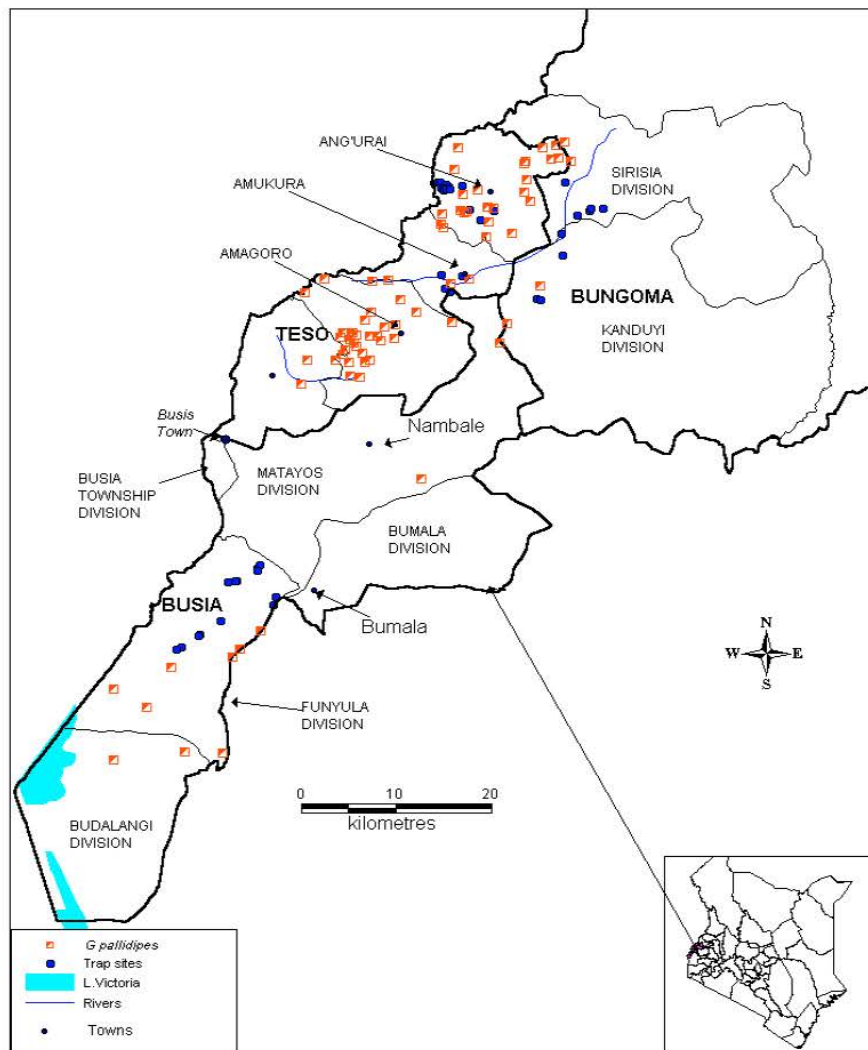 ANG'URAI
AMUKURA
AMAGORO
SIRISIA
DIVISION
BUNGOMA
KANDUYI
DIVISION
TESO
Busis
Town
Nambale
BUSIA
TOWNSHIP
DIVISION
MATAYOS
DIVISION
BUMALA
DIVISION
BUSIA
Bumala
N
W E
S
FUNYULA
DIVISION
0 10 20
kilometres
BUDALANGI
DIVISION
G pallidipes
Trap sites
L.Victoria
Rivers
Towns